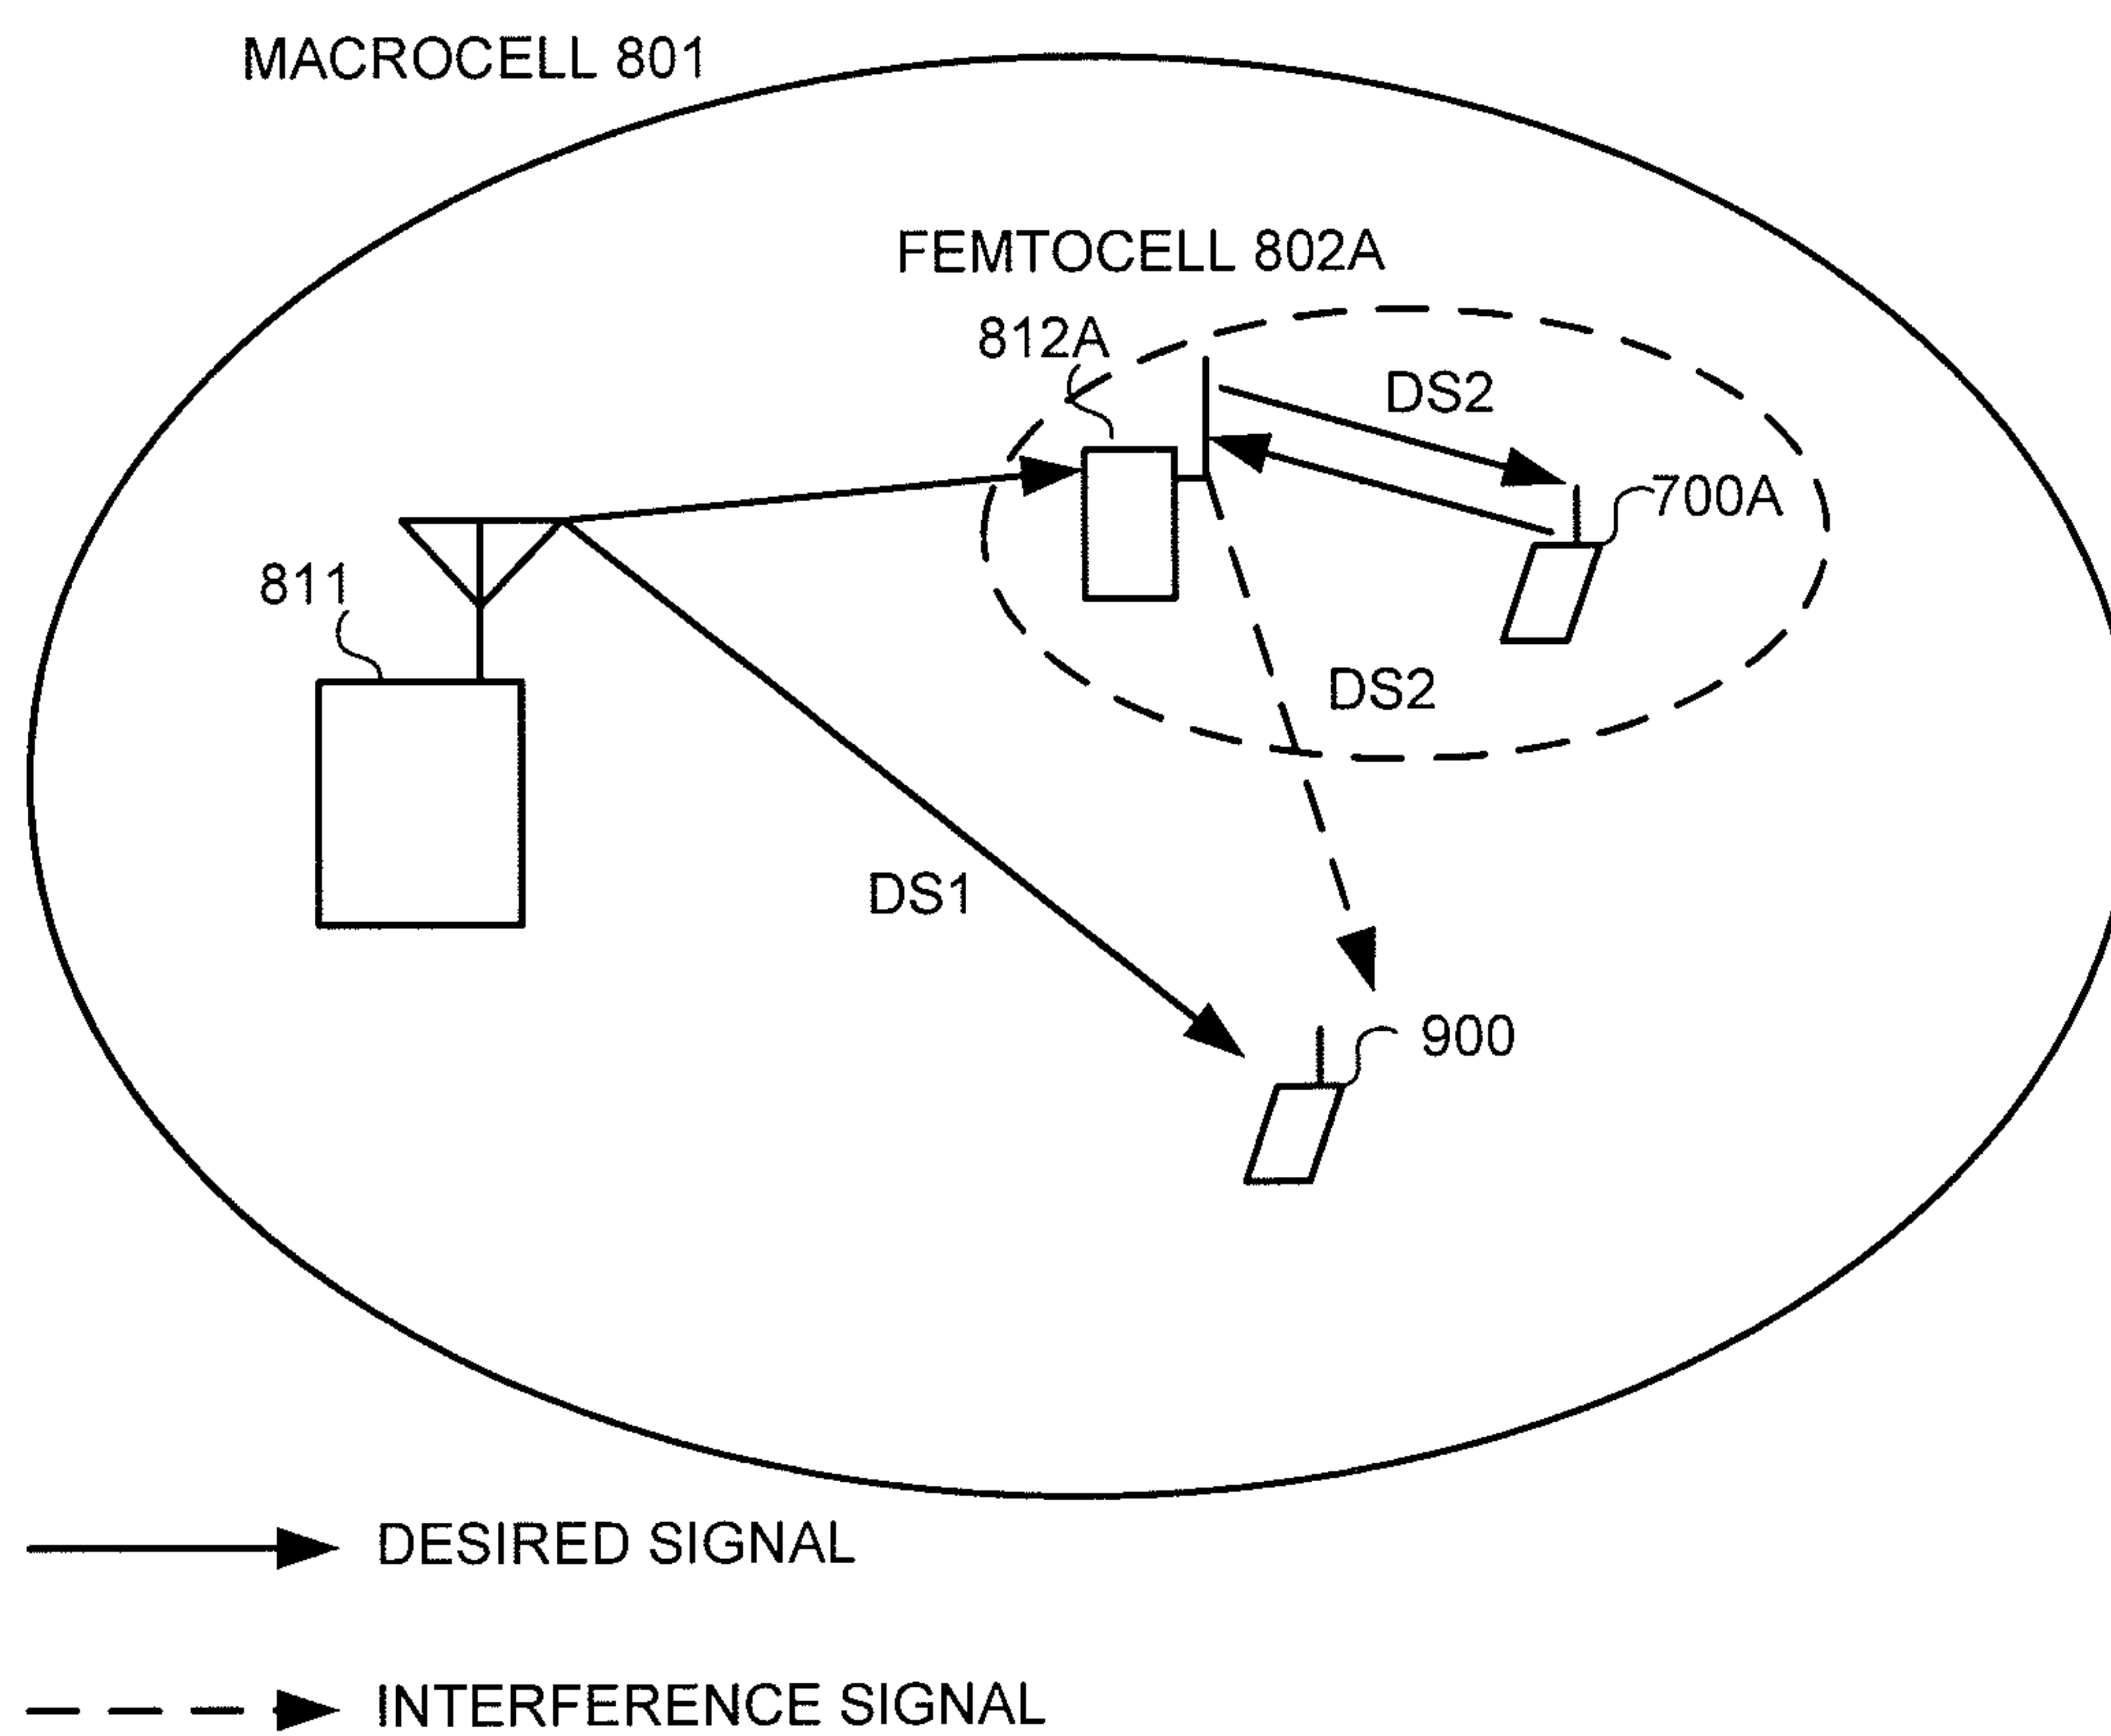 MACROCELL 801
FEMTOCELL 802A
812A
DS2
700A
811
DS2
DS1
900
DESIRED SIGNAL
INTERFERENCE SIGNAL